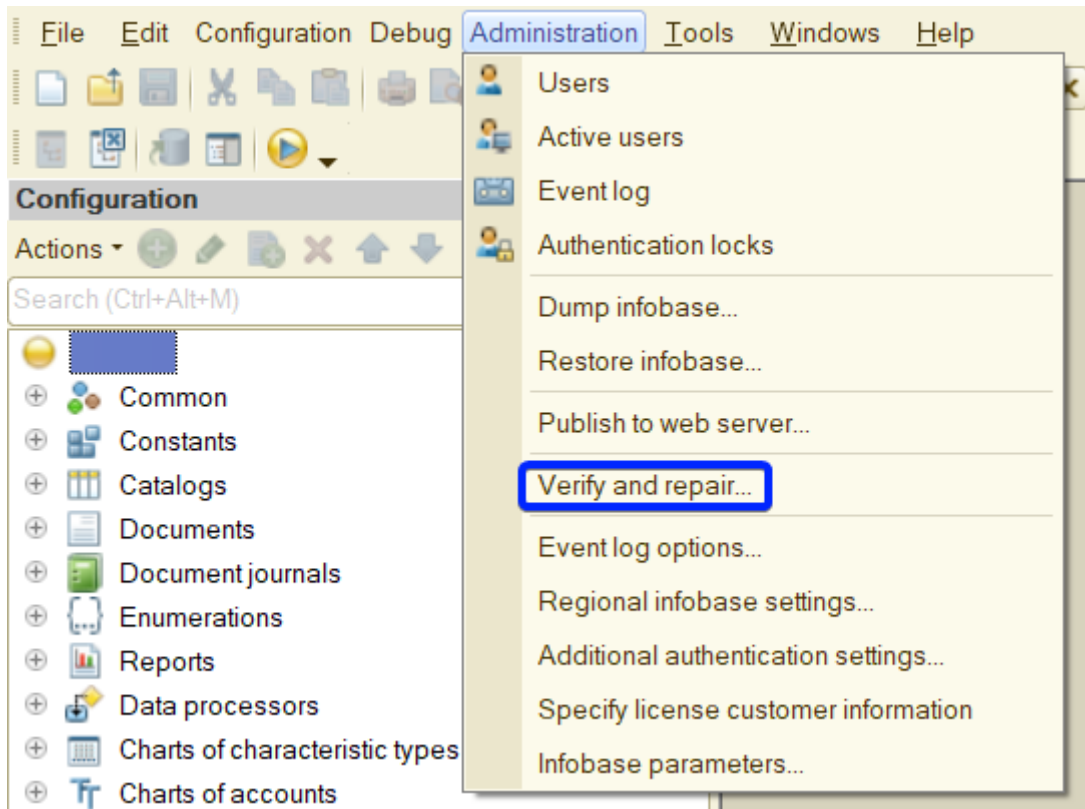 File Edit Configuration Debug Administration Tools Windows Help
Configuration
Actions
Search (Ctrl+Alt+M)
Common
Constants
Catalogs
Documents
Document journals
Enumerations
Reports
Data processors
Charts of characteristic types
Charts of accounts
Users
Active users
Event log
Authentication locks
Dump infobase...
Restore infobase...
Publish to web server...
Verify and repair...
Event log options...
Regional infobase settings...
Additional authentication settings...
Specify license customer information
Infobase parameters...